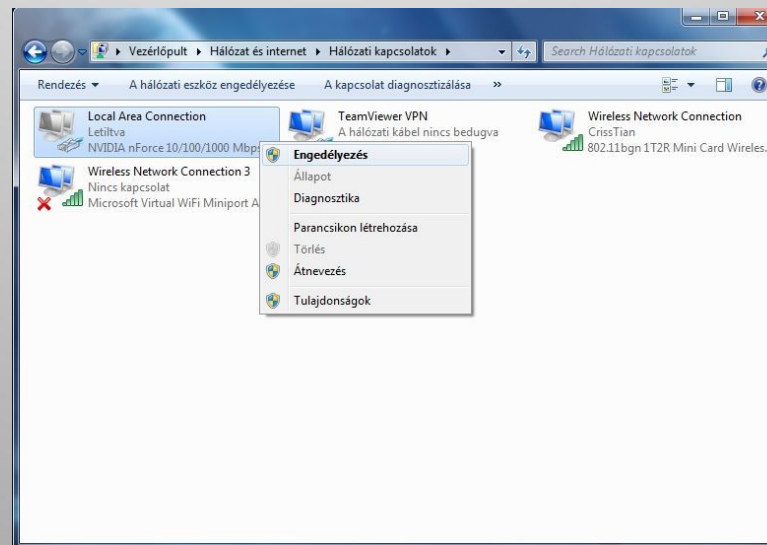 Vezérlőpult ▸ Hálózat és internet ▸ Hálózati kapcsolatok ▸
Search Hálózati kapcsolatok
Rendezés A hálózati eszköz engedélyezése A kapcsolat diagnosztizálása »
Local Area Connection
Letiltva
NVIDIA nForce 10/100/1000 Mbp
TeamViewer VPN
A hálózati kábel nincs bedugva
Wireless Network Connection
CrissTian
802.11bgn 1T2R Mini Card Wireles...
Wireless Network Connection 3
Nincs kapcsolat
Microsoft Virtual WiFi Miniport A
Engedélyezés
Állapot
Diagnosztika
Parancsikon létrehozása
Törlés
Átnevezés
Tulajdonságok